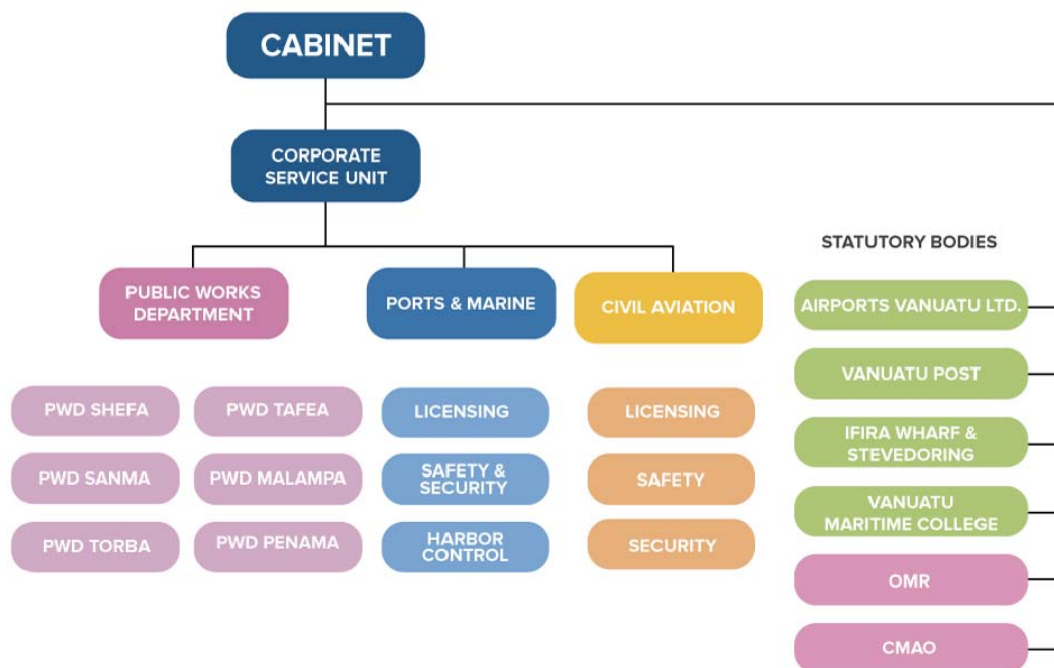 CABINET
CORPORATE
SERVICE UNIT
PUBLIC WORKS
DEPARTMENT
PORTS & MARINE
CIVIL AVIATION
PWD SHEFA
PWD TAFEA
LICENSING
LICENSING
PWD SANMA
PWD MALAMPA
SAFETY &
SECURITY
SAFETY
PWD TORBA
PWD PENAMA
HARBOR
CONTROL
SECURITY
STATUTORY BODIES
AIRPORTS VANUATU LTD.
VANUATU POST
IFIRA WHARF &
STEVEDORING
VANUATU
MARITIME COLLEGE
OMR
CMAO